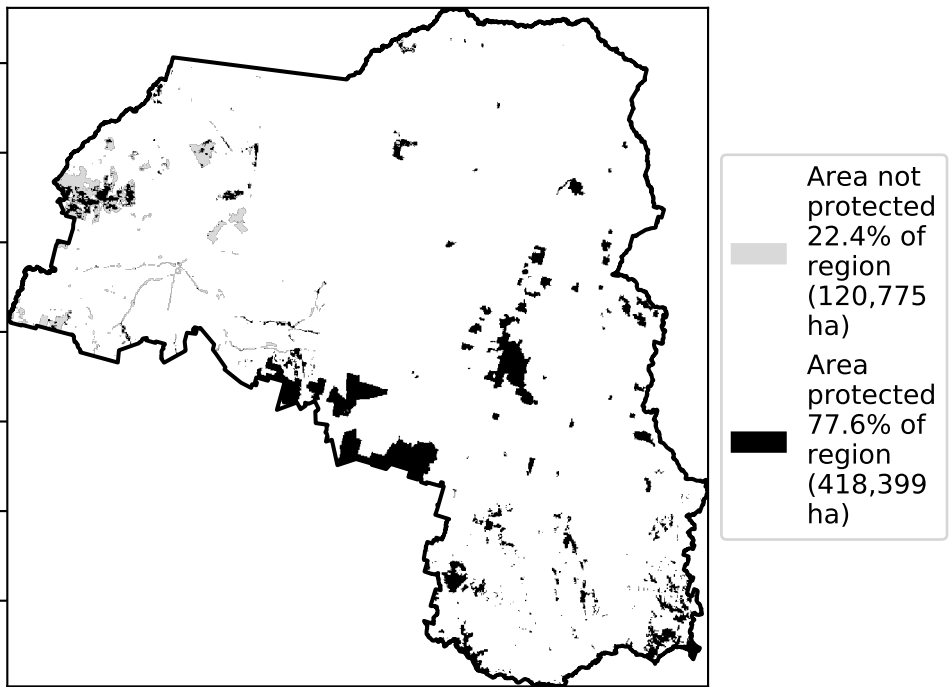 Area not
protected
22.4% of
region
(120,775
ha)
Area
protected
77.6% of
region
(418,399
ha)